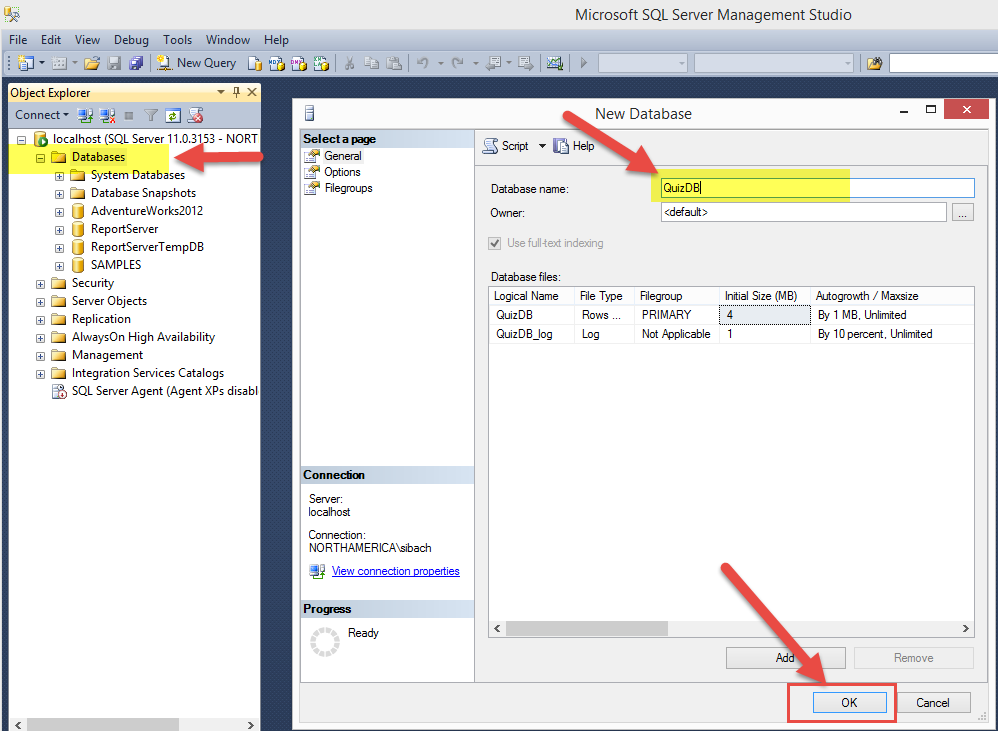 Microsoft SQL Server Management Studio
File Edit View Debug Tools Window Help
New Query
Object Explorer
Connect
localhost (SQL Server 11.0.3153 - NORT
Databases
System Databases
Database Snapshots
AdventureWorks2012
ReportServer
ReportServerTempDB
SAMPLES
Security
Server Objects
Replication
AlwaysOn High Availability
Management
Integration Services Catalogs
SQL Server Agent (Agent XPs disabl
New Database
Select a page
General
Options
Filegroups
Connection
Server:
localhost
Connection:
NORTHAMERICA\sibach
View connection properties
Progress
Ready
Script Help
Database name: QuizDB
Owner: <default>
...
Use full-text indexing
Database files:
Logical Name File Type Filegroup Initial Size (MB) Autogrowth / Maxsize
QuizDB Rows ... PRIMARY 4 By 1 MB, Unlimited
QuizDB_log Log Not Applicable 1 By 10 percent, Unlimited
Add Remove
OK Cancel